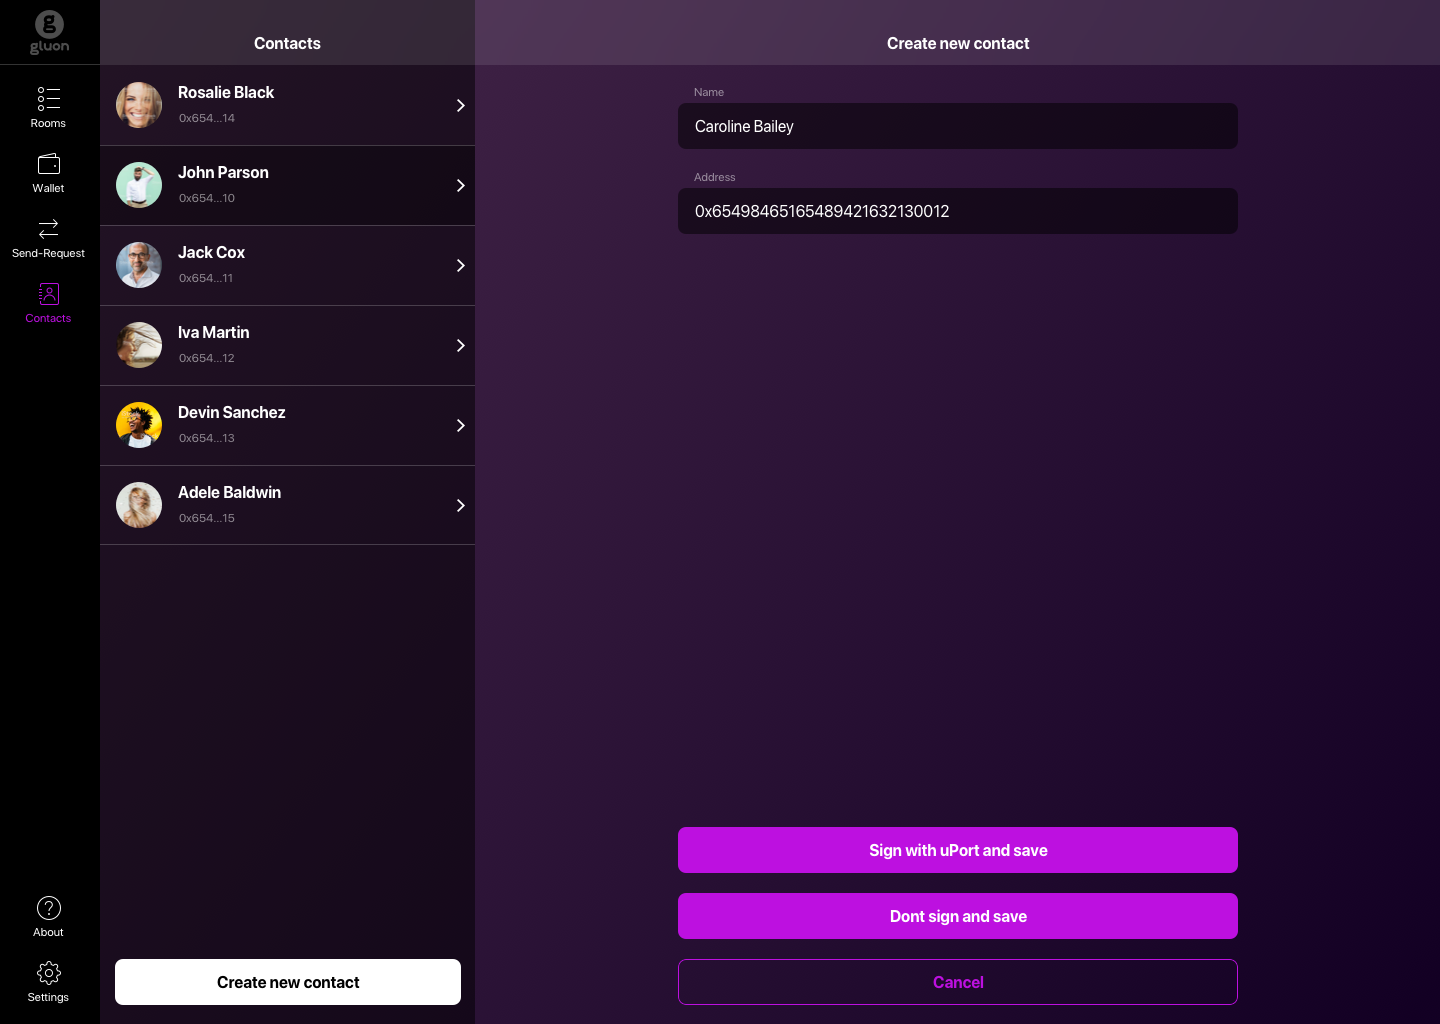 gluon
Rooms
Wallet
Send-Request
Contacts
About
Settings
Contacts
Rosalie Black
0x654...14
John Parson
0x654...10
Jack Cox
0x654...11
Iva Martin
0x654...12
Devin Sanchez
0x654...13
Adele Baldwin
0x654...15
Create new contact
Create new contact
Name
Caroline Bailey
Address
0x65498465165489421632130012
Sign with uPort and save
Dont sign and save
Cancel